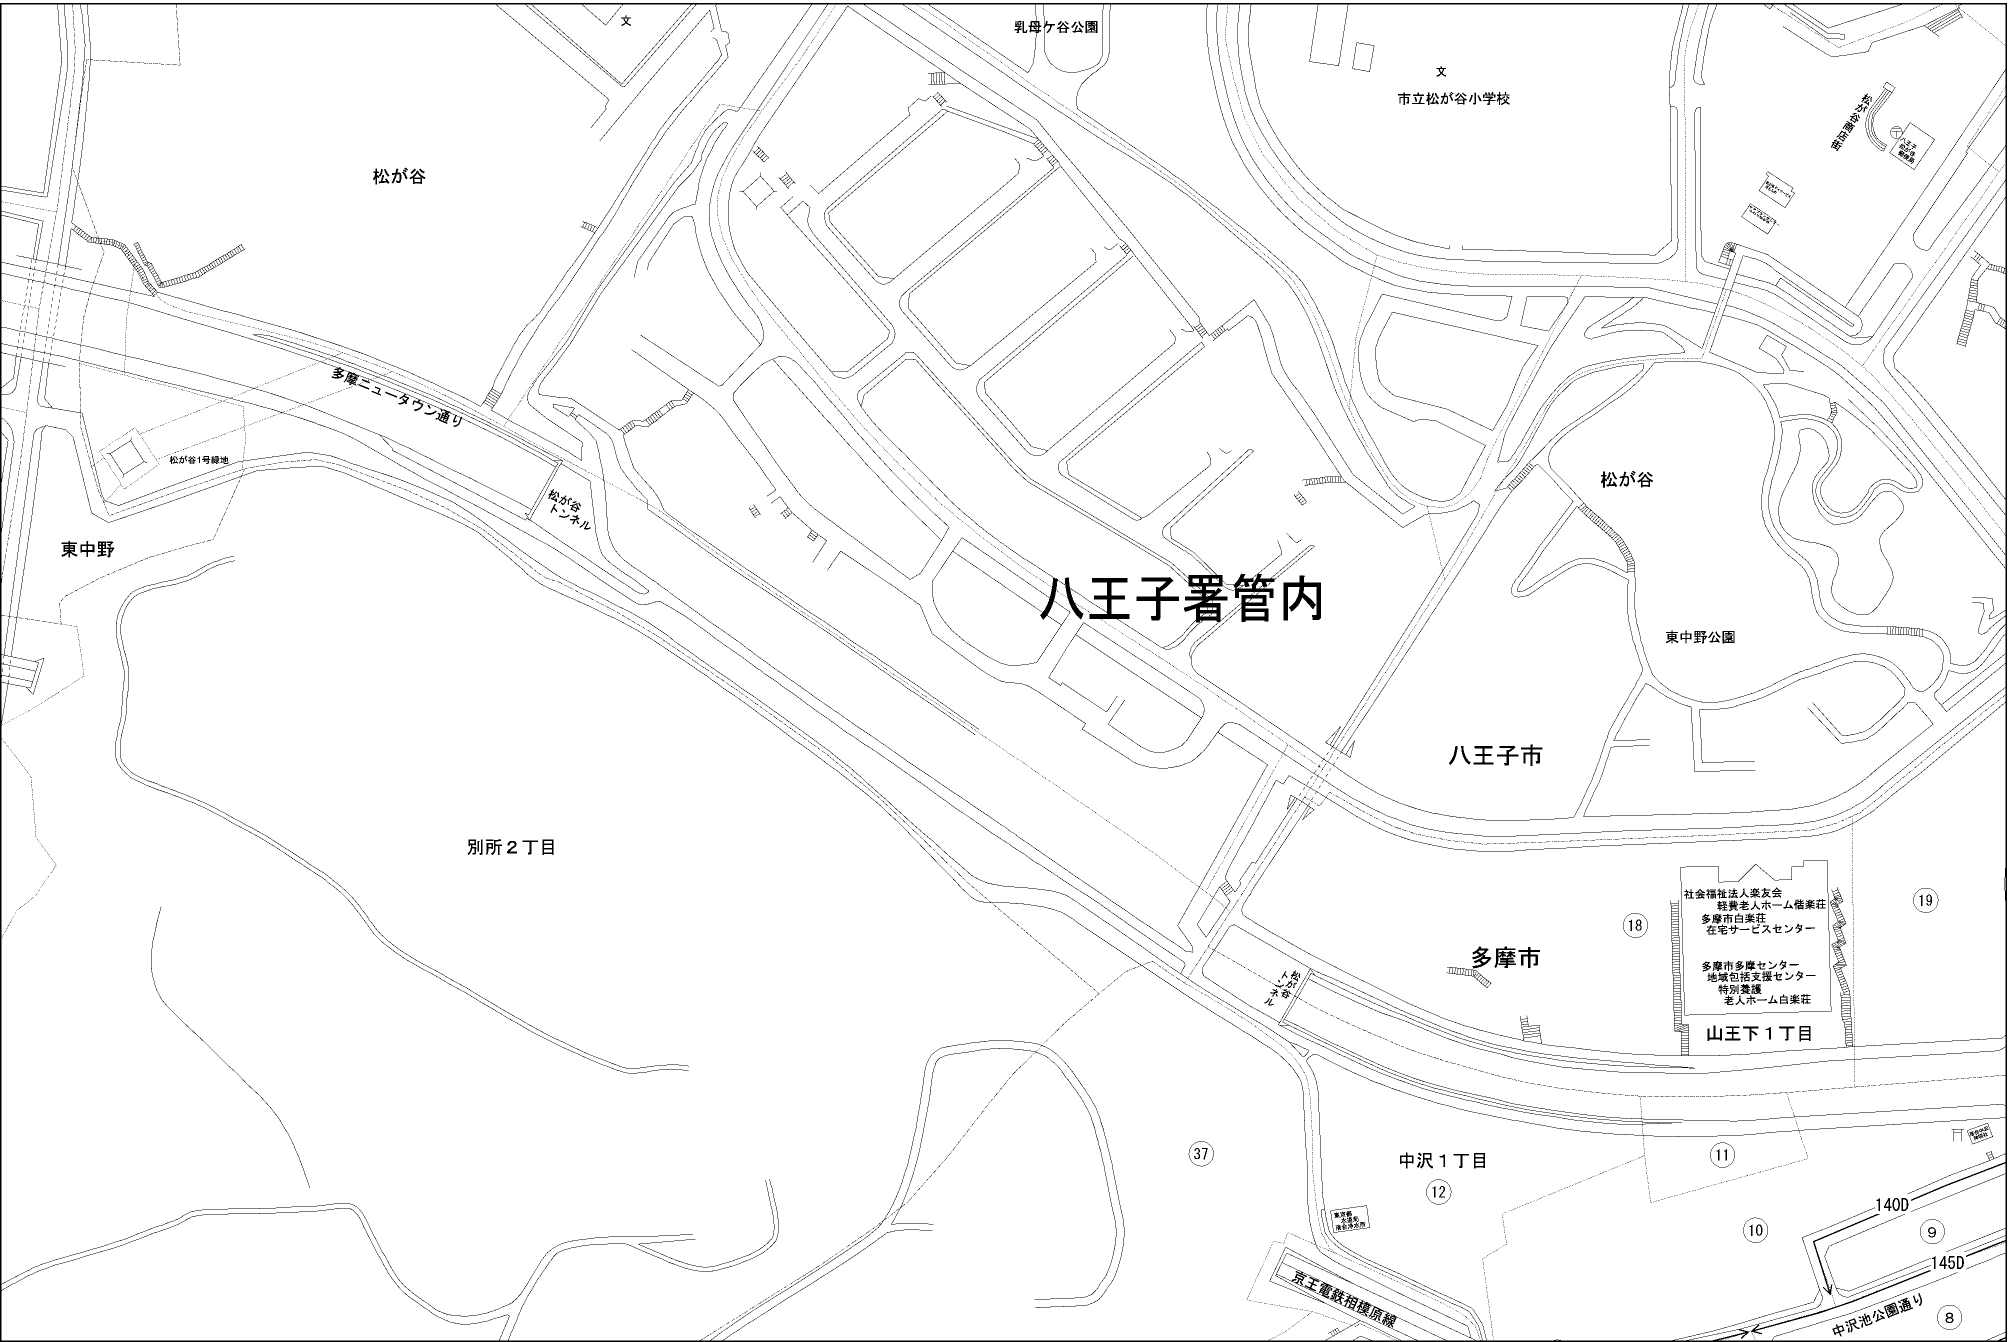 文
乳母ケ谷公園
文
市立松が谷小学校
松が谷商店街
松が谷
多摩ニュータウン通り
松が谷1号緑地
松が谷
トンネル
松が谷
東中野
八王子署管内
東中野公園
八王子市
別所2丁目
社会福祉法人楽友会
軽費老人ホーム偕楽荘
多摩市白楽荘
在宅サービスセンター
18
19
多摩市
松が谷
トンネル
多摩市多摩センター
地域包括支援センター
特別養護
老人ホーム白楽荘
山王下1丁目
37
中沢1丁目
11
12
10
140D
9
145D
京王電鉄相模原線
中沢池公園通り
8